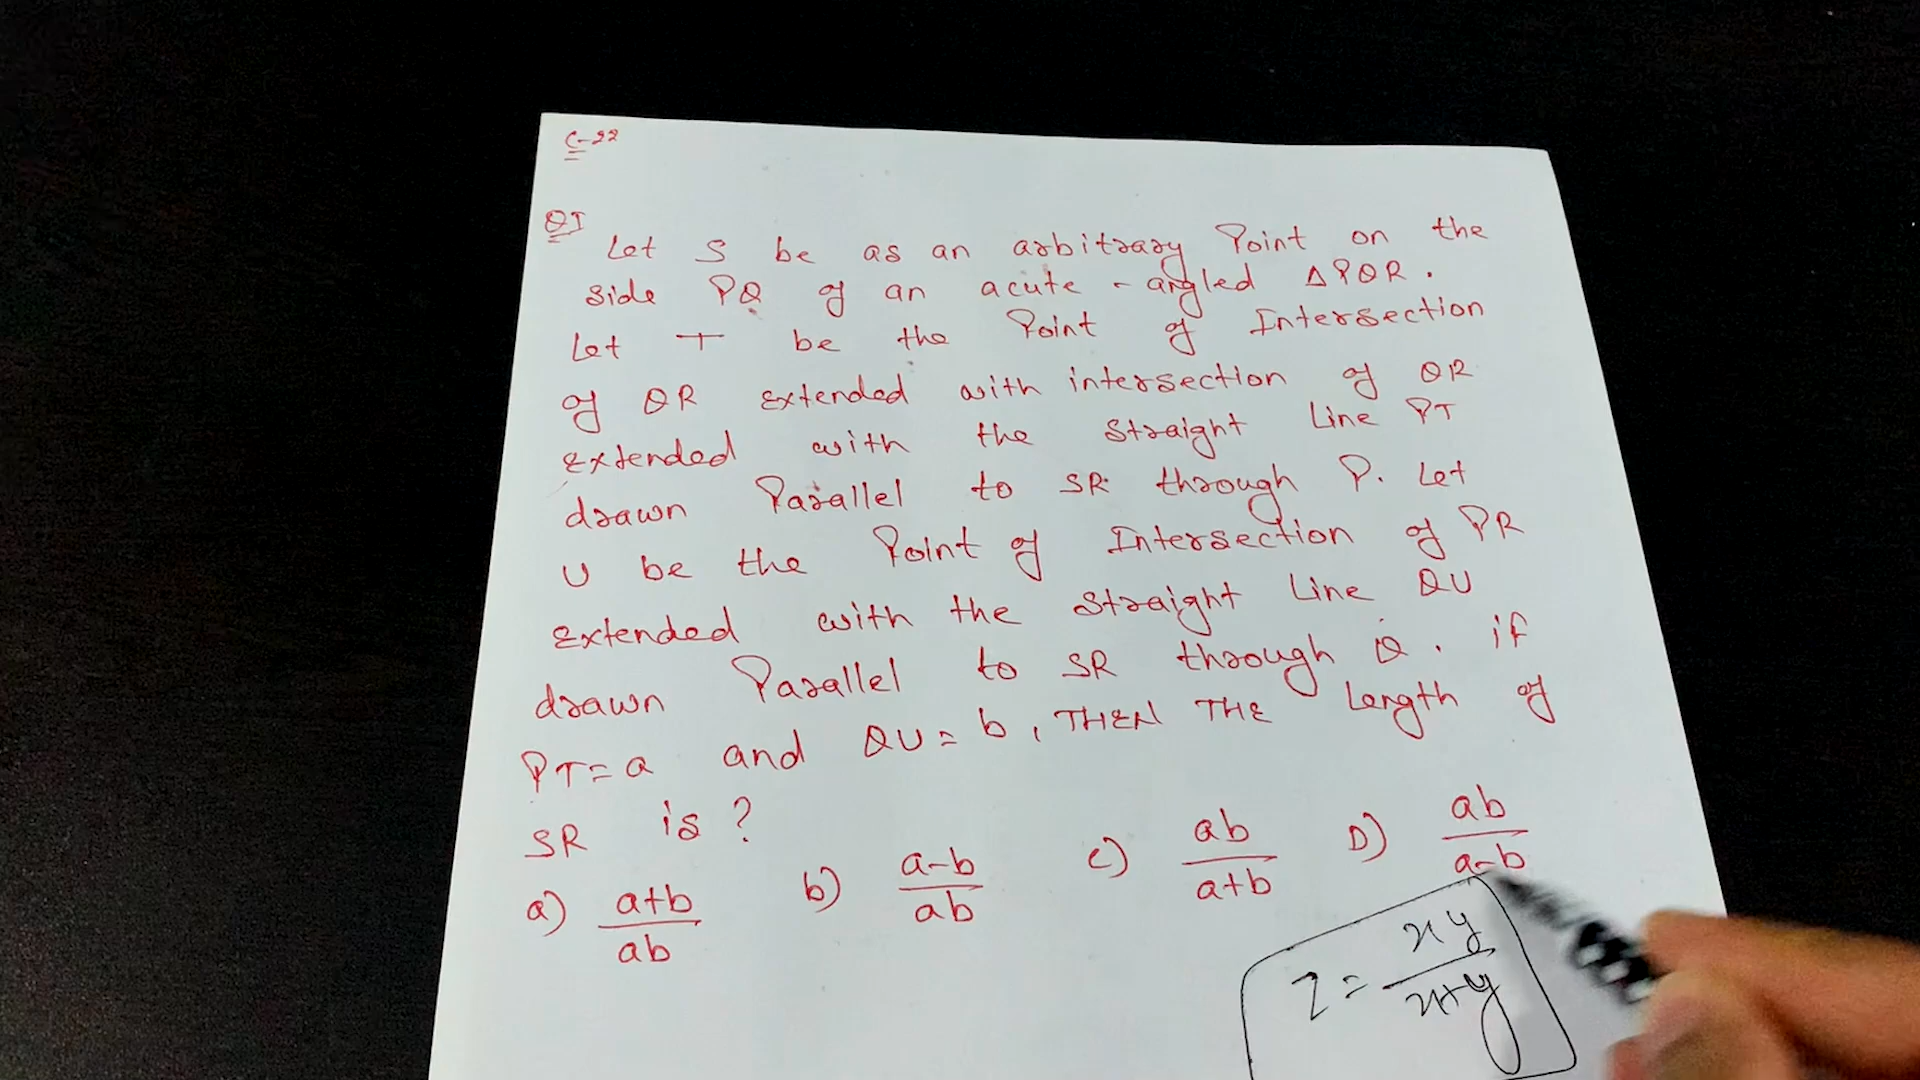 C-22
Q1
Let S be as an arbitrary Point on the
side PQ of an acute - angled ΔPQR.
Let T be the Point of Intersection
of QR extended with intersection of QR
extended with the straight Line PT
drawn Parallel to SR through P. Let
U be the Point of Intersection of PR
extended with the straight Line QU
drawn Parallel to SR through Q. if
PT = a and QU = b, THEN THE Length of
SR is ?
a) a+b/ab b) a-b/ab c) ab/a+b D) ab/a-b
Z = xy/x+y